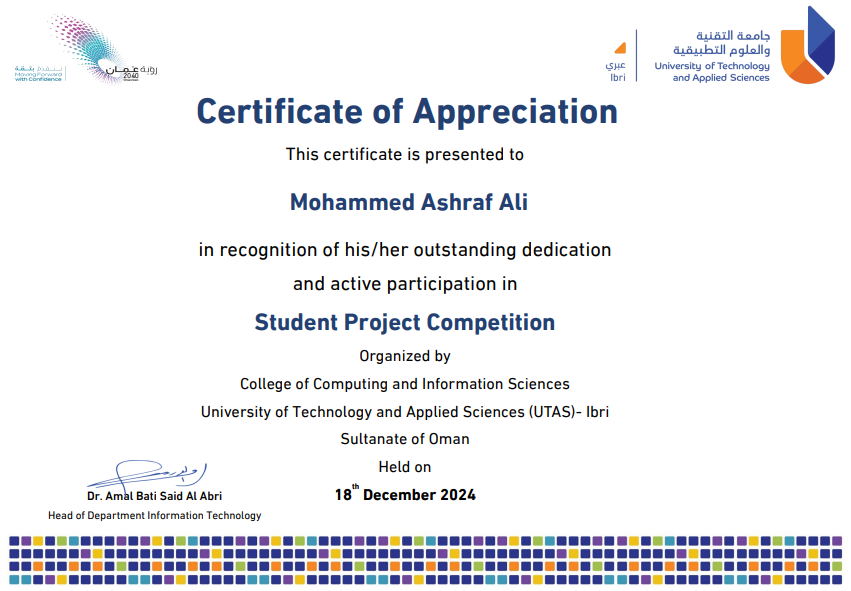 نتقدم بثقة
Moving Forward
with Confidence
رؤية عُمان
2040
عبري
Ibri
جامعة التقنية
والعلوم التطبيقية
University of Technology
and Applied Sciences
Certificate of Appreciation
This certificate is presented to
Mohammed Ashraf Ali
in recognition of his/her outstanding dedication
and active participation in
Student Project Competition
Organized by
College of Computing and Information Sciences
University of Technology and Applied Sciences (UTAS)- Ibri
Sultanate of Oman
Held on
18th December 2024
Dr. Amal Bati Said Al Abri
Head of Department Information Technology